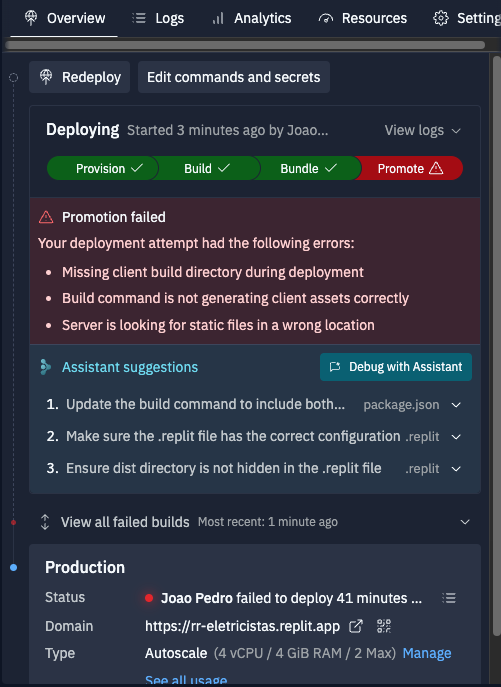 Overview Logs Analytics Resources Setting
Redeploy Edit commands and secrets
Deploying Started 3 minutes ago by Joao... View logs
Provision Build Bundle Promote
Promotion failed
Your deployment attempt had the following errors:
• Missing client build directory during deployment
• Build command is not generating client assets correctly
• Server is looking for static files in a wrong location
Assistant suggestions Debug with Assistant
1. Update the build command to include both... package.json
2. Make sure the .replit file has the correct configuration .replit
3. Ensure dist directory is not hidden in the .replit file .replit
View all failed builds Most recent: 1 minute ago
Production
Status Joao Pedro failed to deploy 41 minutes ...
Domain https://rr-eletricistas.replit.app
Type Autoscale (4 vCPU / 4 GiB RAM / 2 Max) Manage
See all usage